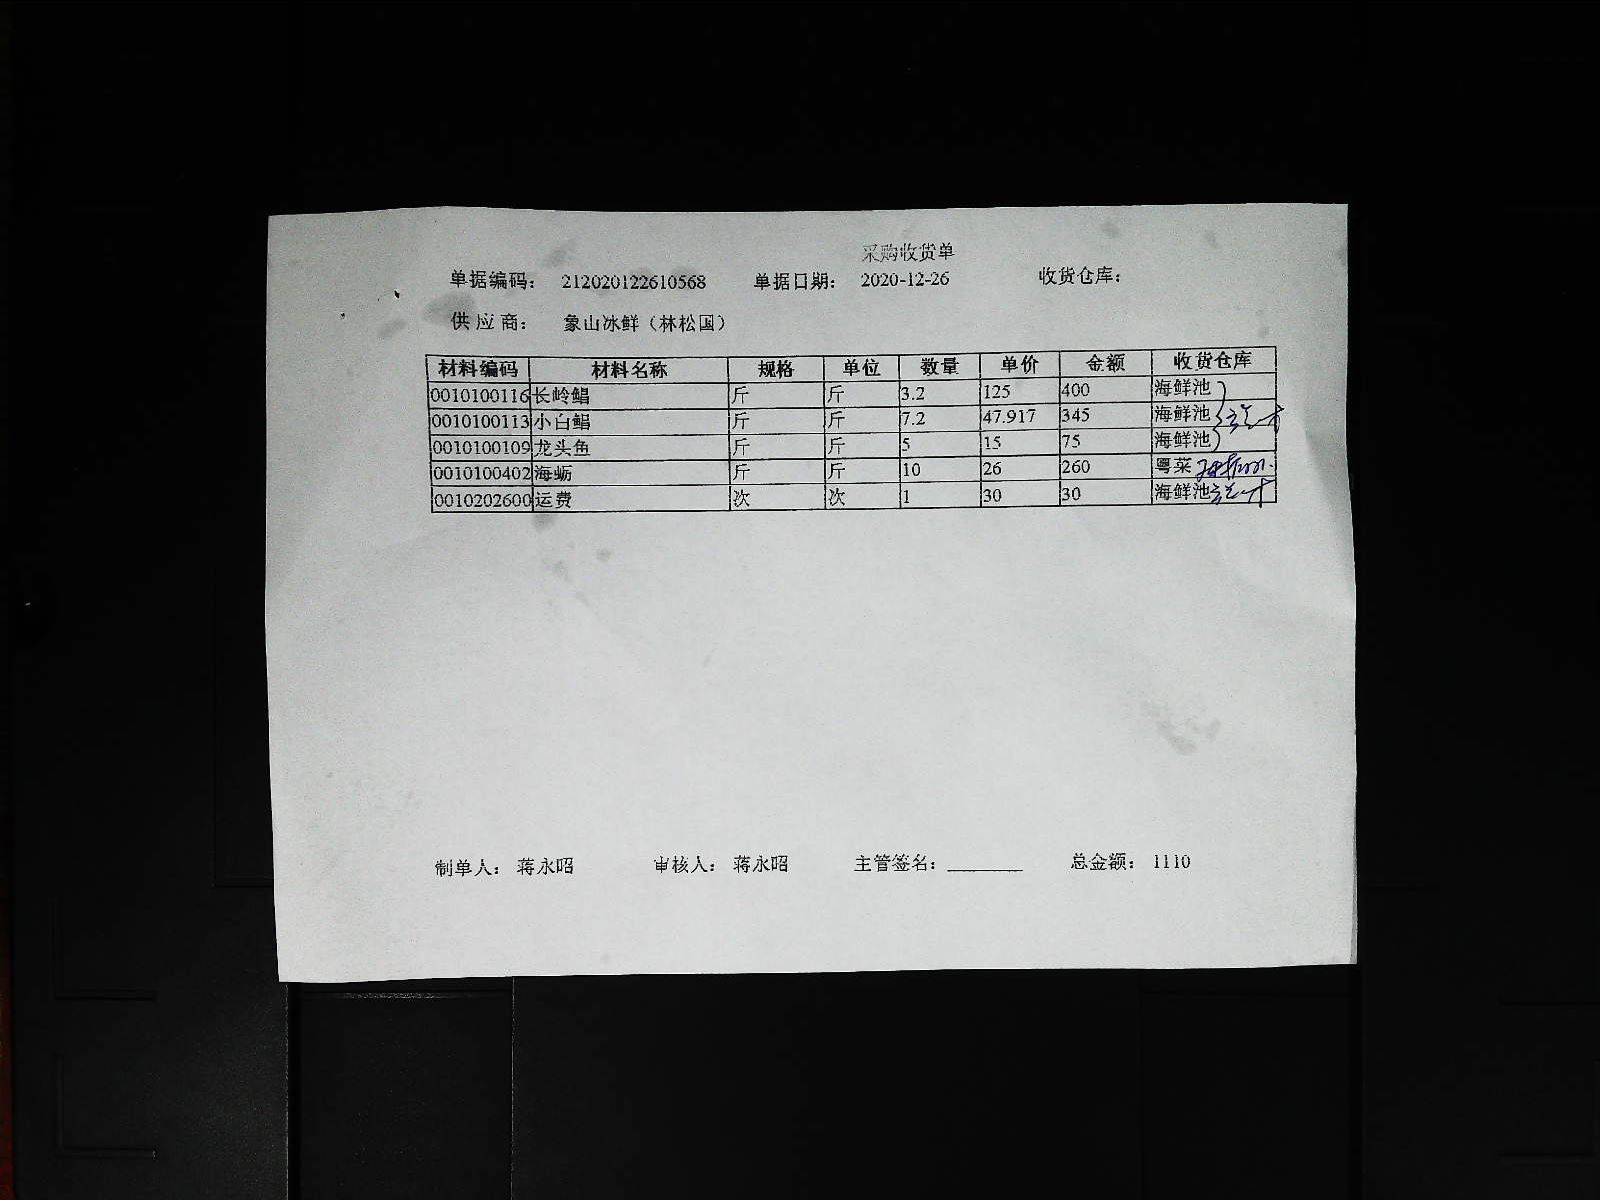 采购收货单
单据编码： 212020122610568 单据日期： 2020-12-26 收货仓库：
供应商： 象山冰鲜（林松国）
材料编码 材料名称 规格 单位 数量 单价 金额 收货仓库
0010100116 长岭鲳 斤 斤 3.2 125 400 海鲜池
0010100113 小白鲳 斤 斤 7.2 47.917 345 海鲜池
0010100109 龙头鱼 斤 斤 5 15 75 海鲜池
0010100402 海蛎 斤 斤 10 26 260 粤菜
0010202600 运费 次 次 1 30 30 海鲜池
制单人： 蒋永昭 审核人： 蒋永昭 主管签名：________ 总金额： 1110